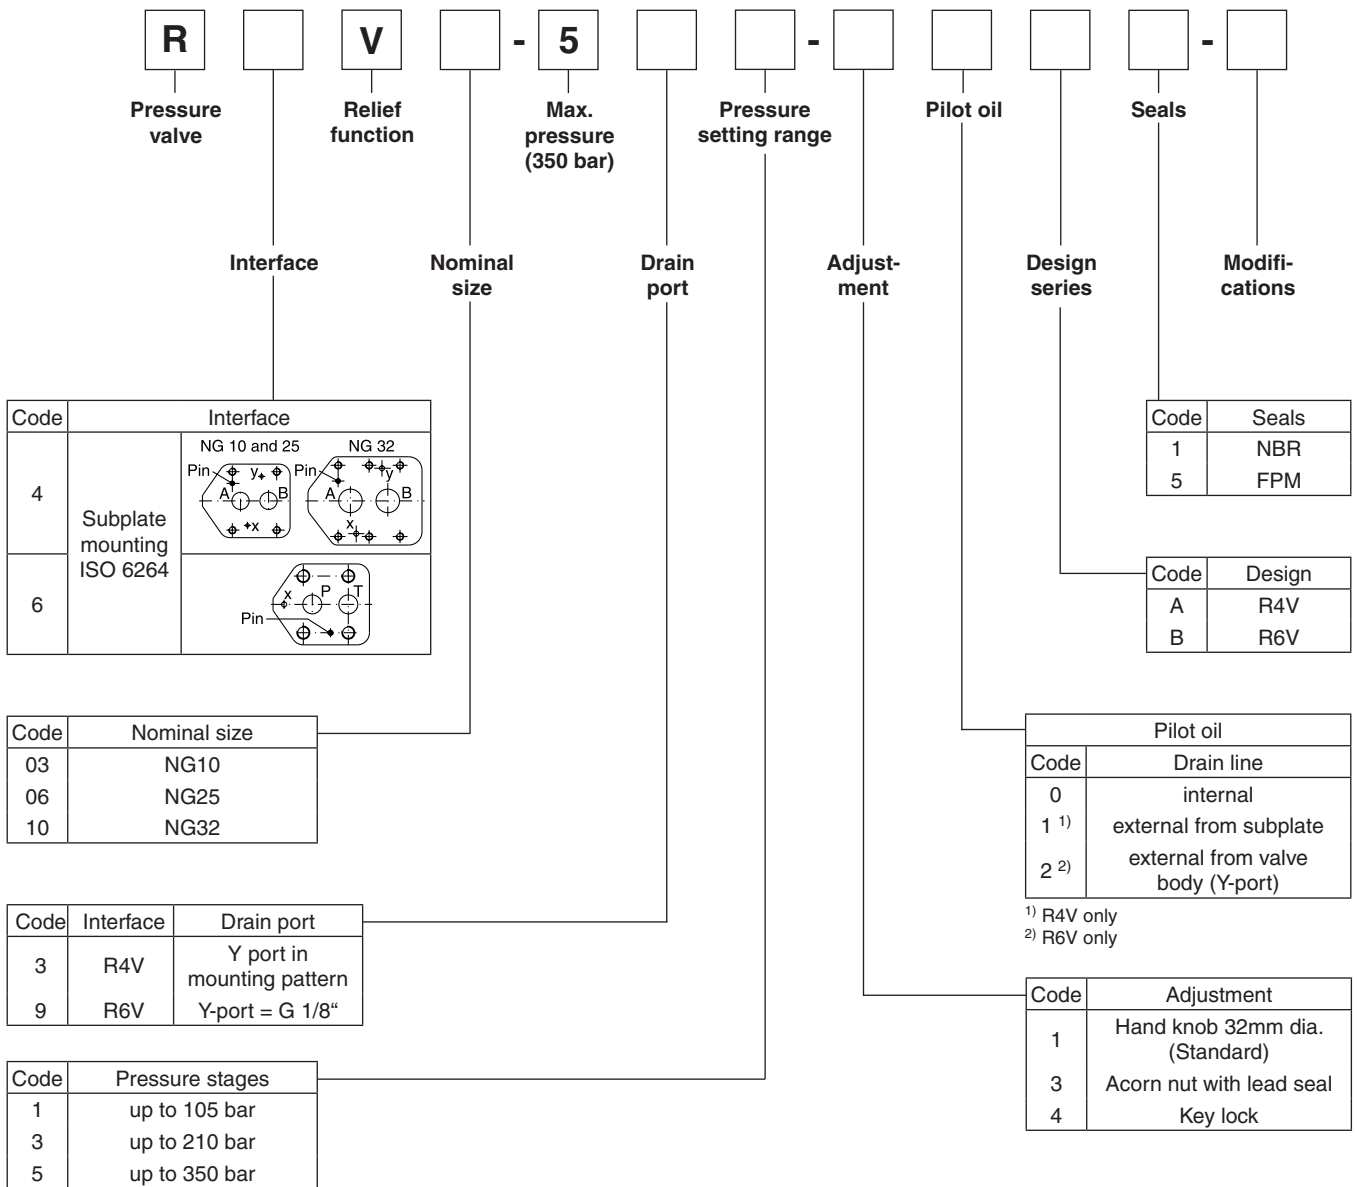 R V - 5 - -
Pressure
valve
Relief
function
Max.
pressure
(350 bar)
Pressure
setting range
Pilot oil
Seals
Interface
Nominal
size
Drain
port
Adjust-
ment
Design
series
Modifi-
cations
Code Interface
4
Subplate
mounting
ISO 6264
NG 10 and 25 NG 32
Pin y Pin y
A B A B
x x
6
x P T
Pin
Code Seals
1 NBR
5 FPM
Code Design
A R4V
B R6V
Code Nominal size
03 NG10
06 NG25
10 NG32
Pilot oil
Code Drain line
0 internal
1 1) external from subplate
2 2) external from valve
body (Y-port)
1) R4V only
2) R6V only
Code Interface Drain port
3 R4V Y port in
mounting pattern
9 R6V Y-port = G 1/8“
Code Adjustment
1 Hand knob 32mm dia.
(Standard)
3 Acorn nut with lead seal
4 Key lock
Code Pressure stages
1 up to 105 bar
3 up to 210 bar
5 up to 350 bar